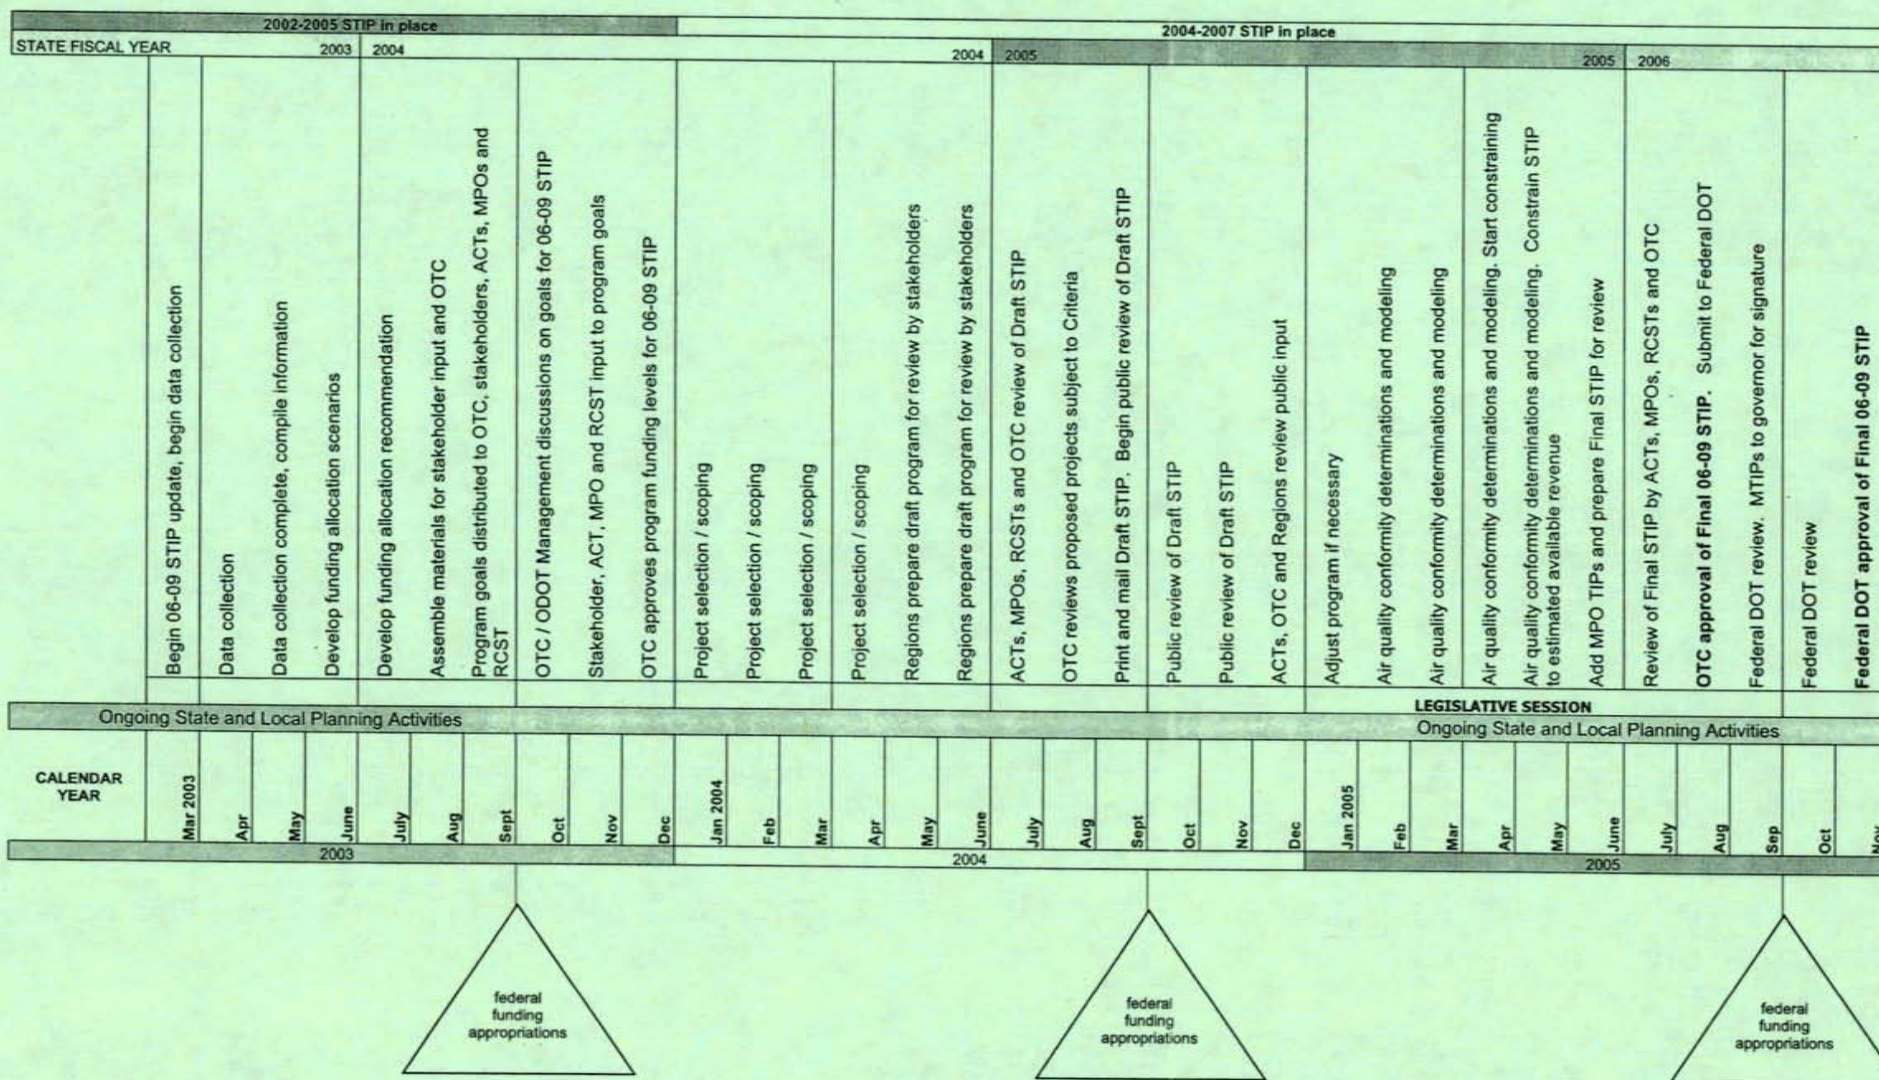 2002-2005 STIP in place
2004-2007 STIP in place
STATE FISCAL YEAR
2003
2004
2004
2005
2005
2006
Begin 06-09 STIP update, begin data collection
Data collection
Data collection complete, compile information
Develop funding allocation scenarios
Develop funding allocation recommendation
Assemble materials for stakeholder input and OTC
Program goals distributed to OTC, stakeholders, ACTs, MPOs and
RCST
OTC / ODOT Management discussions on goals for 06-09 STIP
Stakeholder, ACT, MPO and RCST input to program goals
OTC approves program funding levels for 06-09 STIP
Project selection / scoping
Project selection / scoping
Project selection / scoping
Project selection / scoping
Regions prepare draft program for review by stakeholders
Regions prepare draft program for review by stakeholders
ACTs, MPOs, RCSTs and OTC review of Draft STIP
OTC reviews proposed projects subject to Criteria
Print and mail Draft STIP. Begin public review of Draft STIP
Public review of Draft STIP
Public review of Draft STIP
ACTs, OTC and Regions review public input
Adjust program if necessary
Air quality conformity determinations and modeling
Air quality conformity determinations and modeling
Air quality conformity determinations and modeling. Start constraining
Air quality conformity determinations and modeling. Constrain STIP
to estimated available revenue
Add MPO TIPs and prepare Final STIP for review
Review of Final STIP by ACTs, MPOs, RCSTs and OTC
OTC approval of Final 06-09 STIP. Submit to Federal DOT
Federal DOT review. MTIPs to governor for signature
Federal DOT review
Federal DOT approval of Final 06-09 STIP
LEGISLATIVE SESSION
Ongoing State and Local Planning Activities
Ongoing State and Local Planning Activities
CALENDAR
YEAR
Mar 2003
Apr
May
June
July
Aug
Sept
Oct
Nov
Dec
Jan 2004
Feb
Mar
Apr
May
June
July
Aug
Sept
Oct
Nov
Dec
Jan 2005
Feb
Mar
Apr
May
June
July
Aug
Sep
Oct
Nov
2003
2004
2005
federal
funding
appropriations
federal
funding
appropriations
federal
funding
appropriations